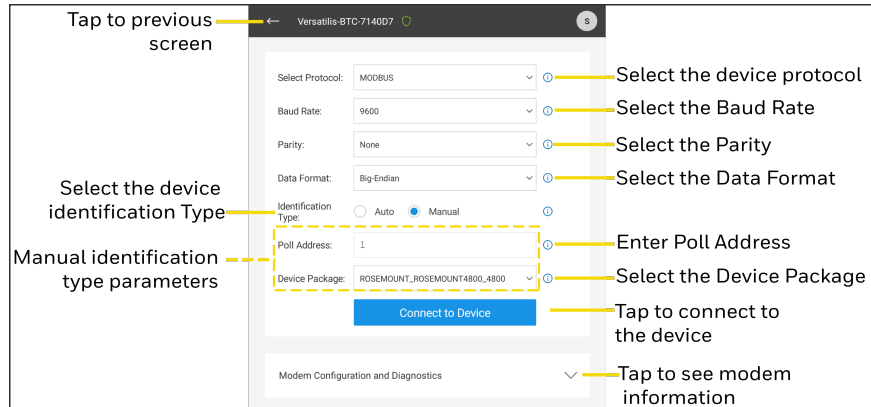 Tap to previous
screen
Versatilis-BTC-7140D7
S
Select Protocol: MODBUS
Select the device protocol
Baud Rate: 9600
Select the Baud Rate
Parity: None
Select the Parity
Data Format: Big-Endian
Select the Data Format
Select the device
identification Type
Identification
Type:
Auto Manual
Manual identification
type parameters
Poll Address: 1
Enter Poll Address
Device Package: ROSEMOUNT_ROSEMOUNT4800_4800
Select the Device Package
Connect to Device
Tap to connect to
the device
Modem Configuration and Diagnostics
Tap to see modem
information